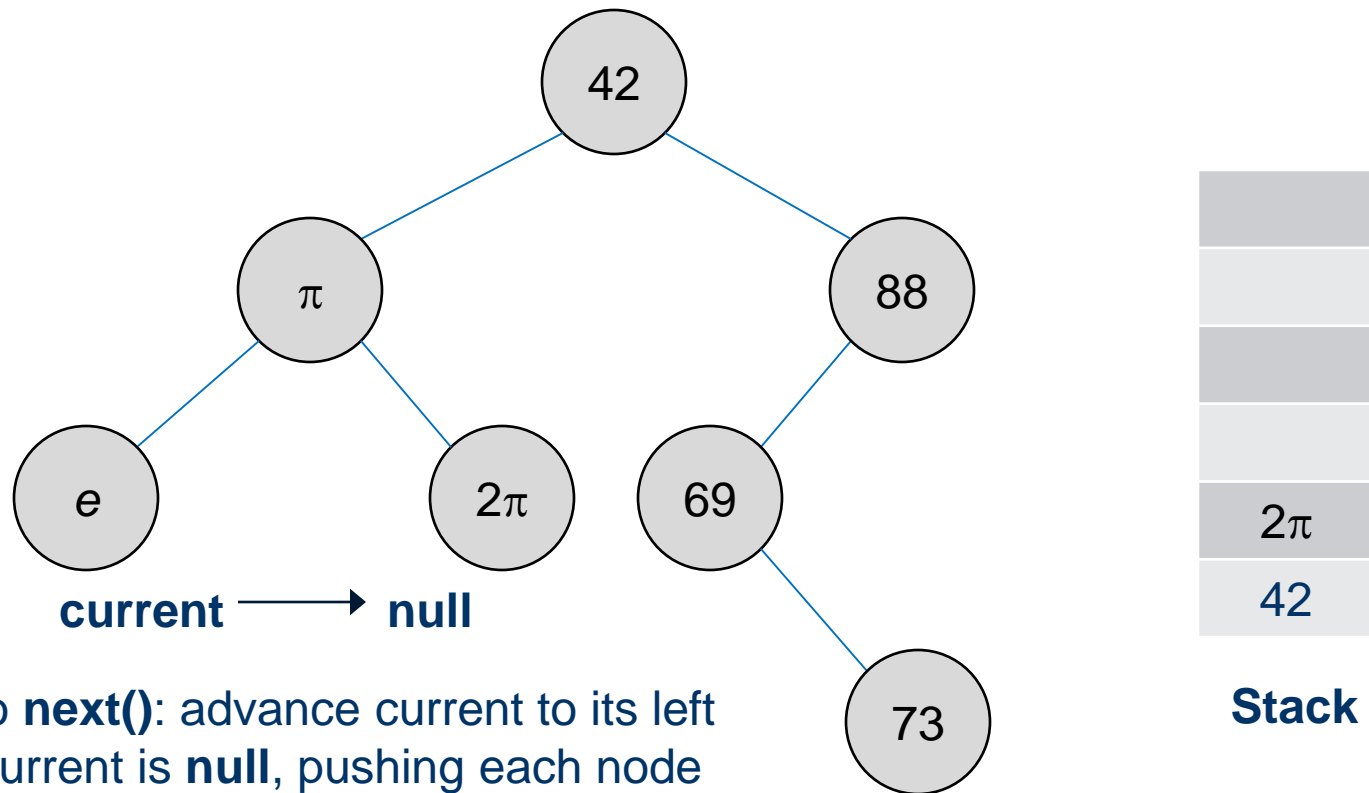 42
π
88
e
2π
69
2π
42
current null
next(): advance current to its left
73
Stack
current is null, pushing each node